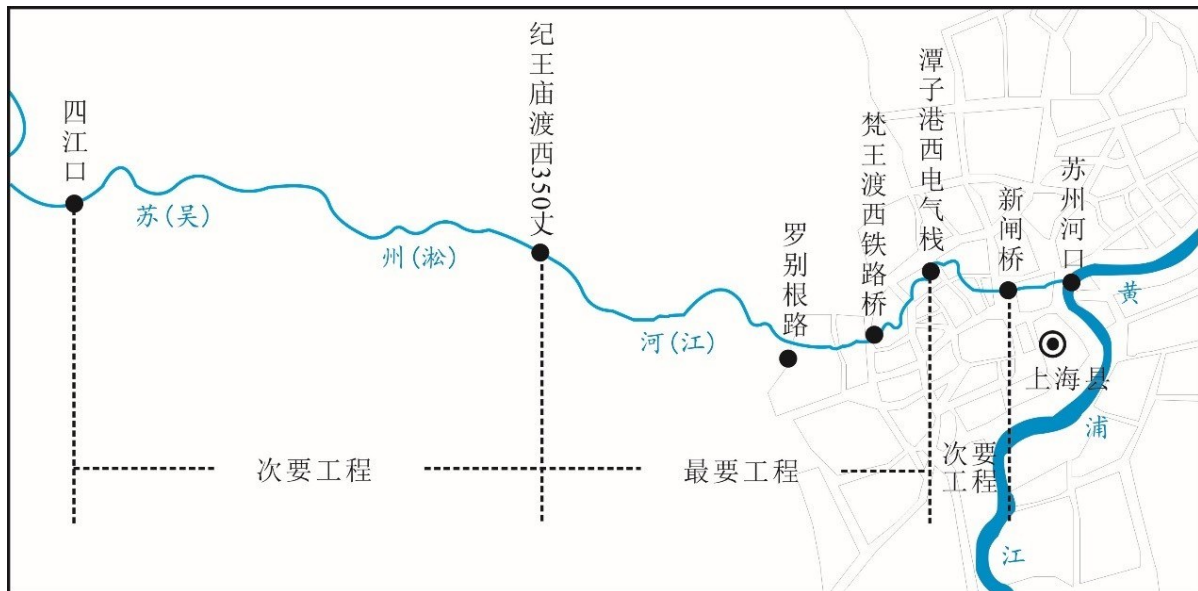 四江口
纪王庙渡西350丈
罗别根路
梵王渡西铁路桥
潭子港西电气栈
新闸桥
苏州河口
苏(吴)
州(淞)
河(江)
黄
浦
江
上海县
次要工程
最要工程
次要
工程